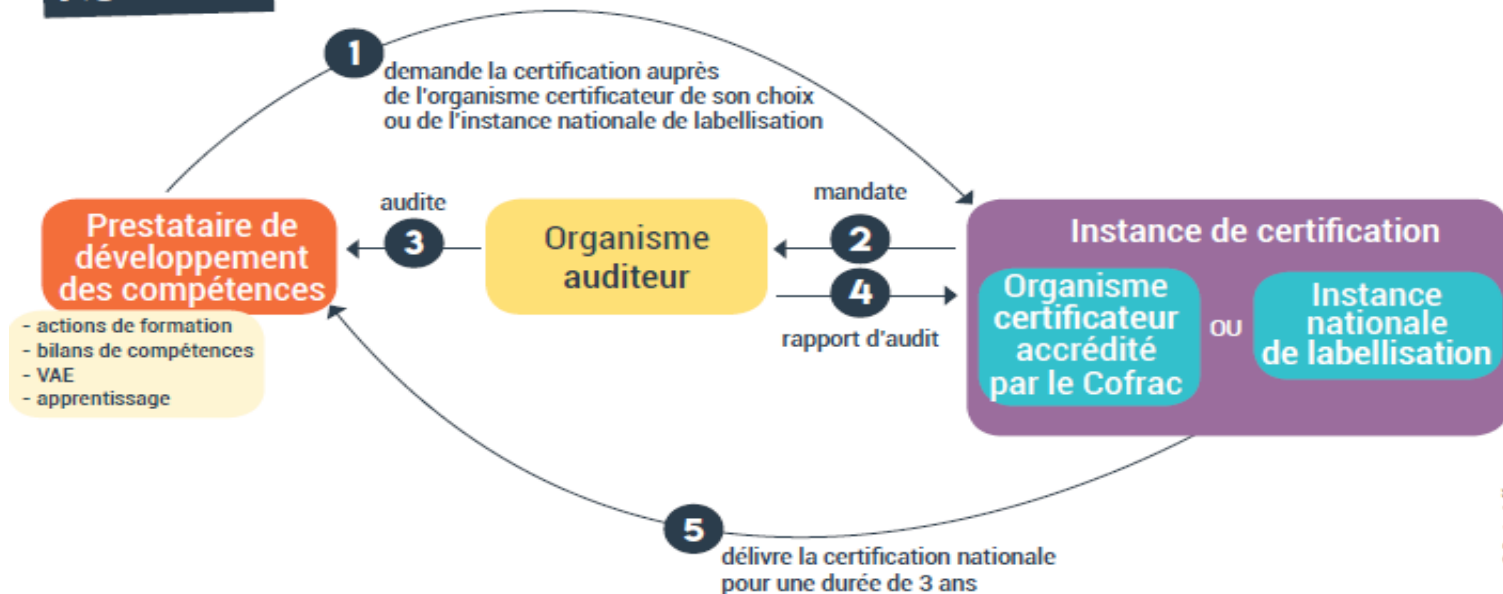 1
demande la certification auprès
de l'organisme certificateur de son choix
ou de l'instance nationale de labellisation
Prestataire de
développement
des compétences
- actions de formation
- bilans de compétences
- VAE
- apprentissage
audite
3
Organisme
auditeur
mandate
2
4
rapport d'audit
Instance de certification
Organisme
certificateur
accrédité
par le Cofrac
OU
Instance
nationale
de labellisation
5
délivre la certification nationale
pour une durée de 3 ans